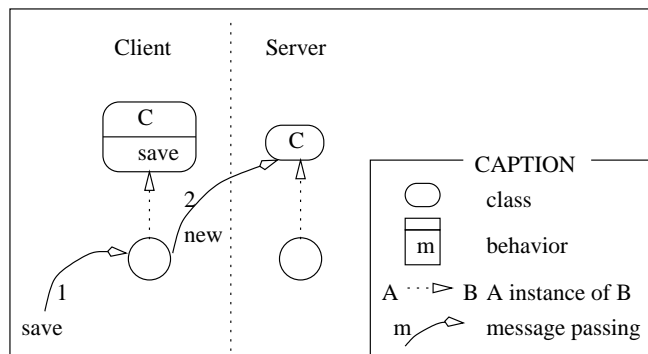 Client
Server
C
save
C
2
new
1
save
CAPTION
class
m
behavior
A
B
A instance of B
m
message passing